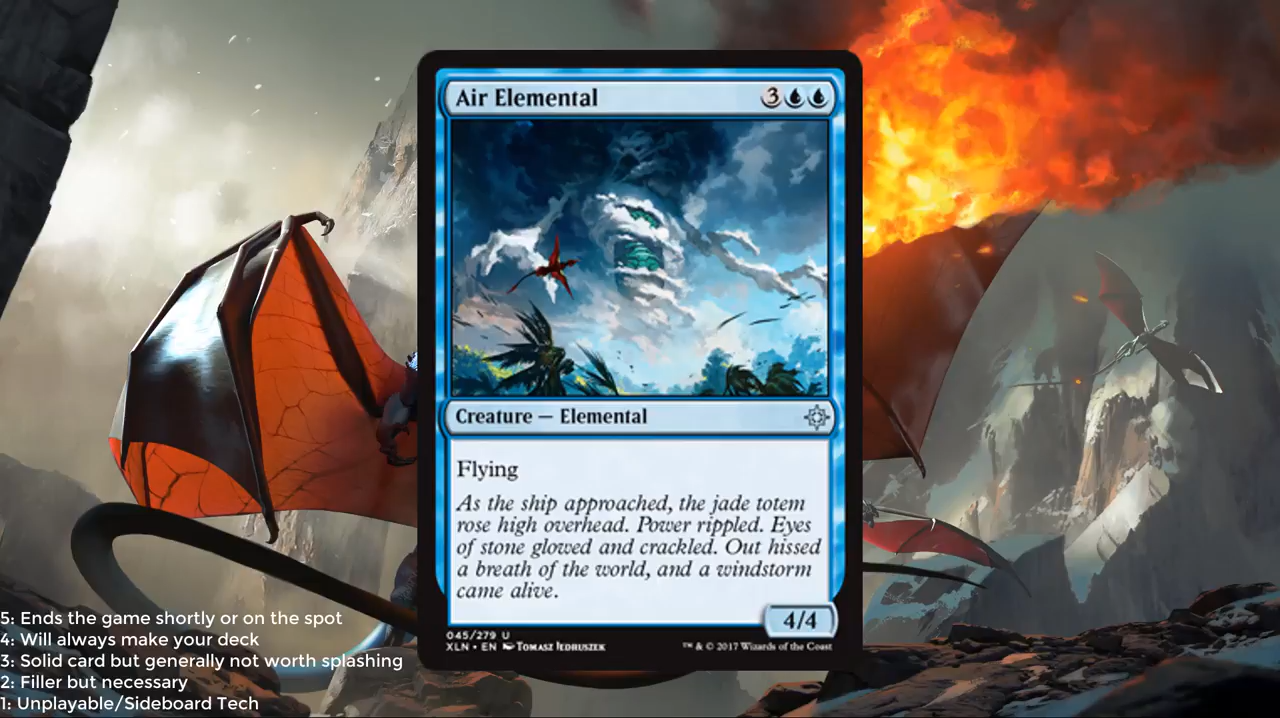 Air Elemental 3
Creature — Elemental
Flying
As the ship approached, the jade totem
rose high overhead. Power rippled. Eyes
of stone glowed and crackled. Out hissed
a breath of the world, and a windstorm
came alive.
4/4
045/279 U
XLN • EN Tomasz Jedruszek
™ & © 2017 Wizards of the Coast
5: Ends the game shortly or on the spot
4: Will always make your deck
3: Solid card but generally not worth splashing
2: Filler but necessary
1: Unplayable/Sideboard Tech